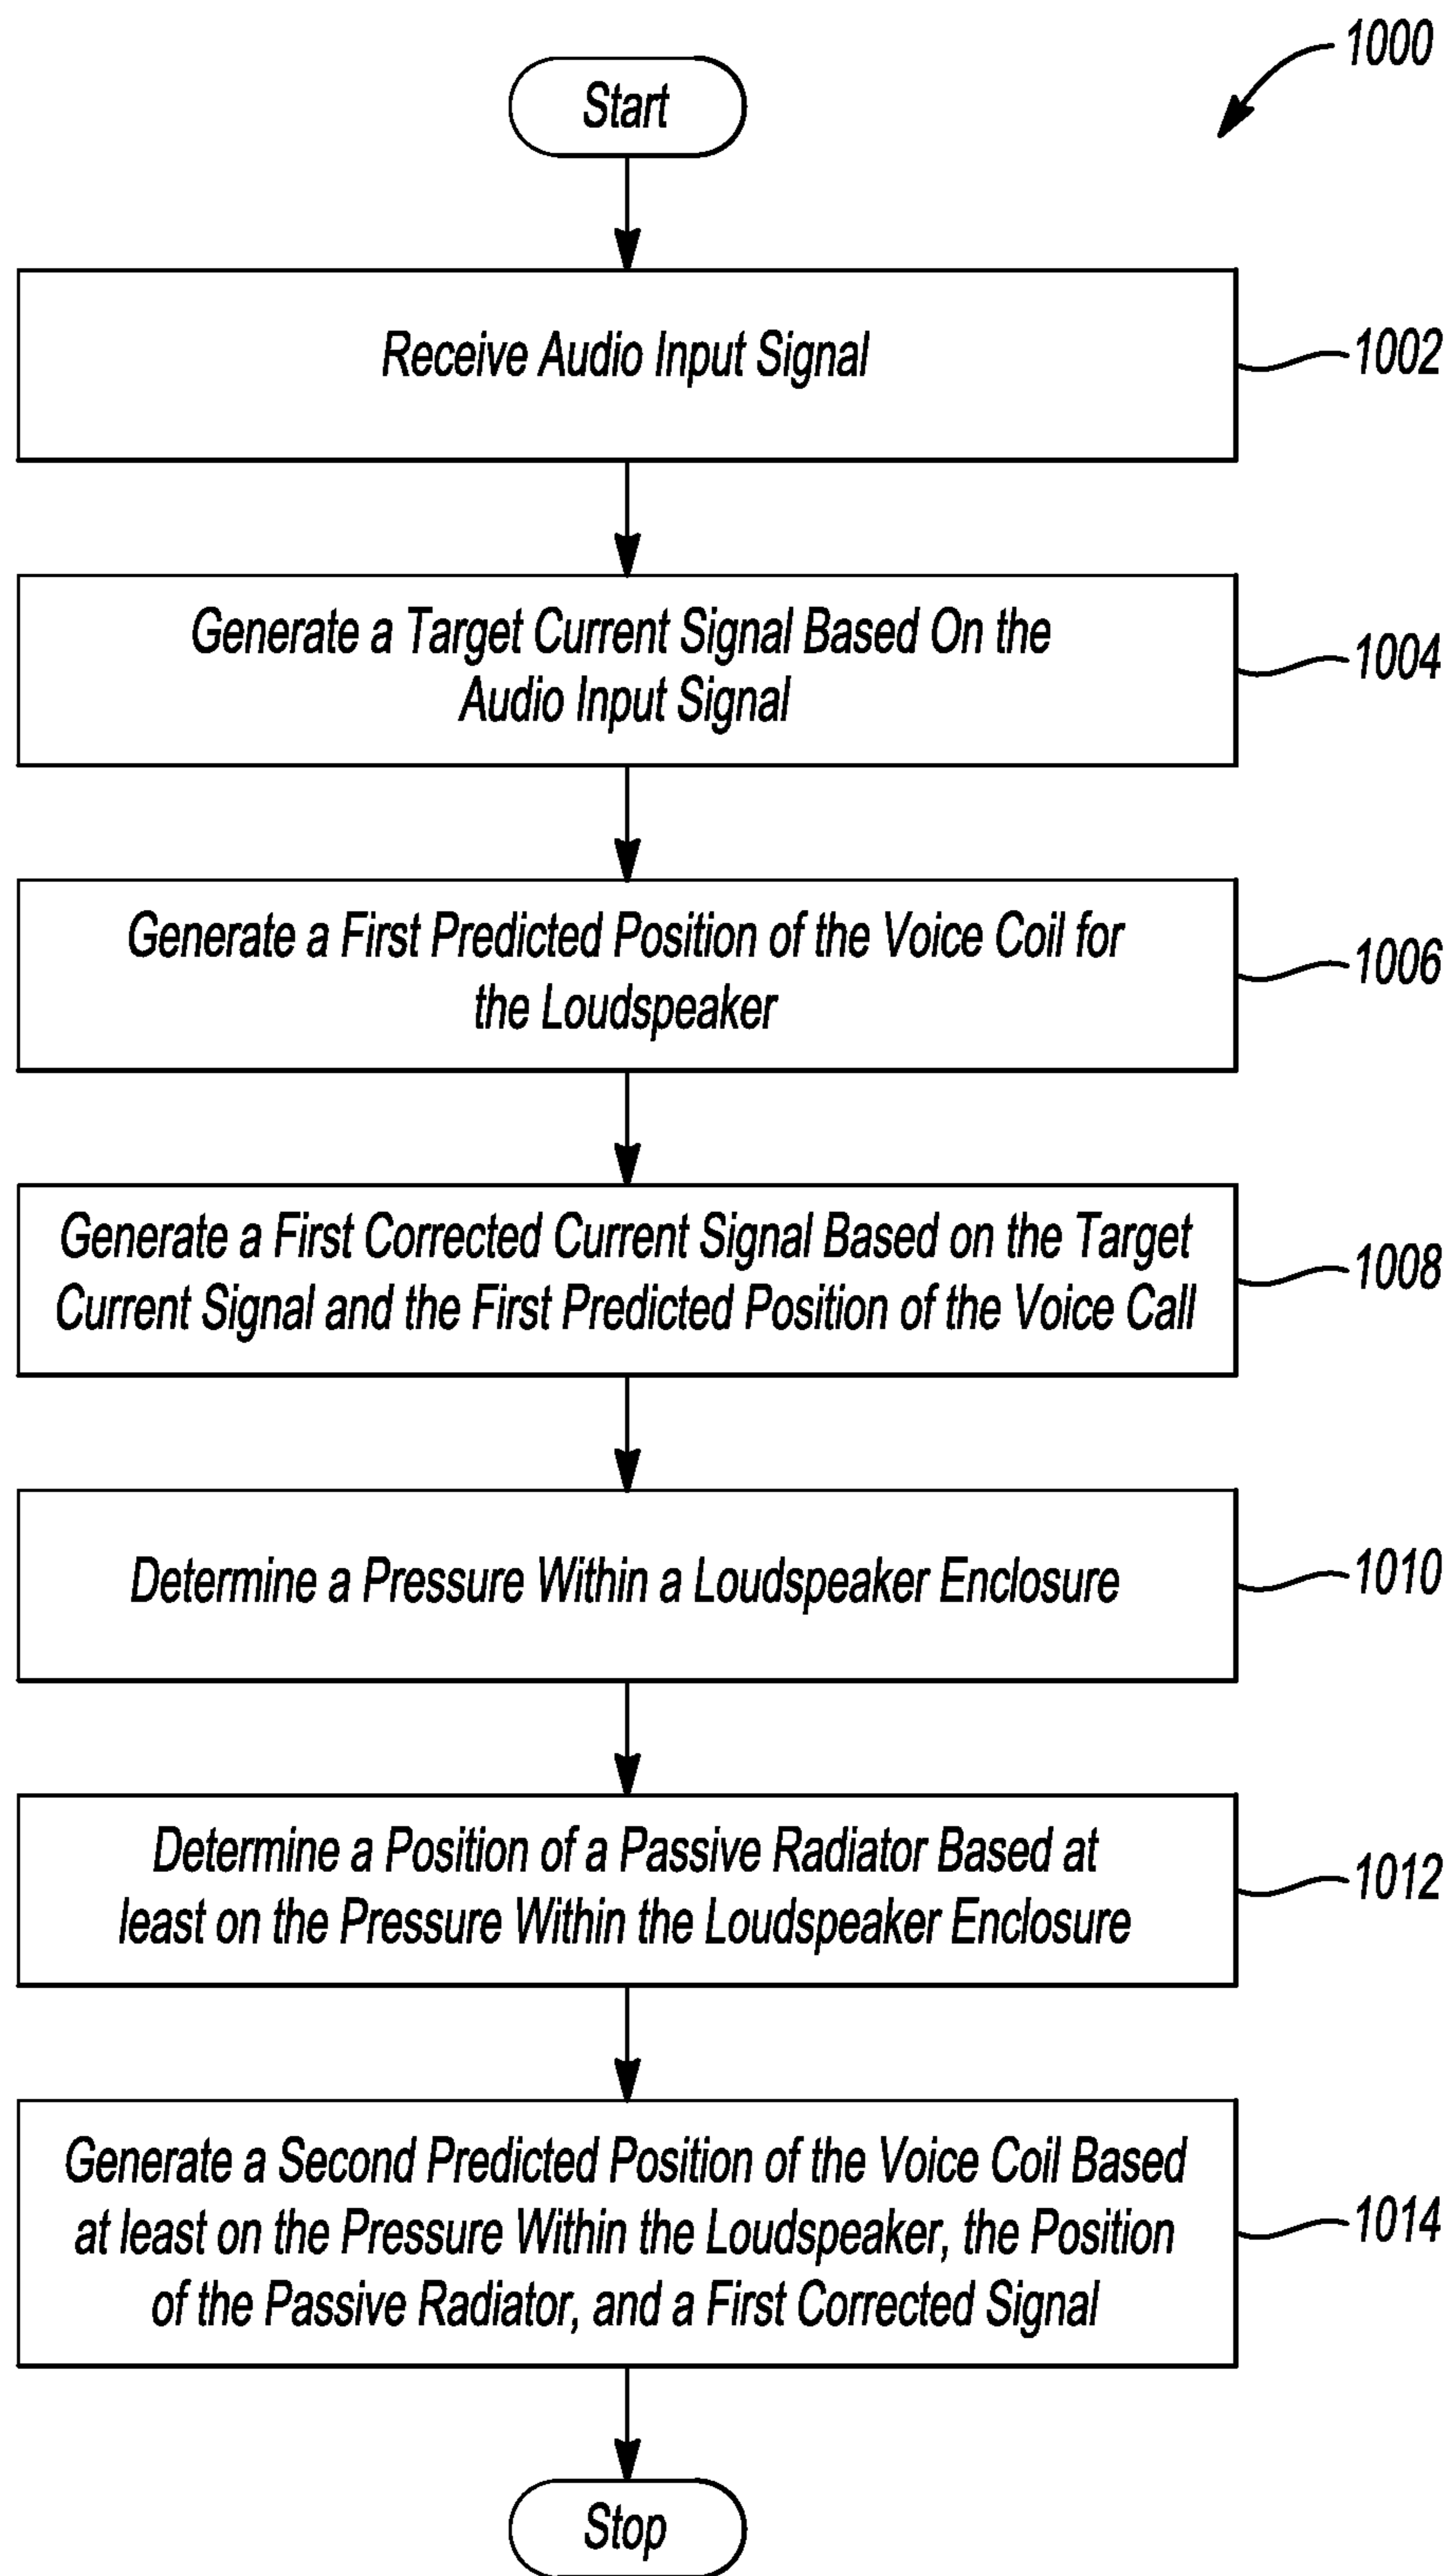 1000
Start
Receive Audio Input Signal
1002
Generate a Target Current Signal Based On the
Audio Input Signal
1004
Generate a First Predicted Position of the Voice Coil for
the Loudspeaker
1006
Generate a First Corrected Current Signal Based on the Target
Current Signal and the First Predicted Position of the Voice Call
1008
Determine a Pressure Within a Loudspeaker Enclosure
1010
Determine a Position of a Passive Radiator Based at
least on the Pressure Within the Loudspeaker Enclosure
1012
Generate a Second Predicted Position of the Voice Coil Based
at least on the Pressure Within the Loudspeaker, the Position
of the Passive Radiator, and a First Corrected Signal
1014
Stop